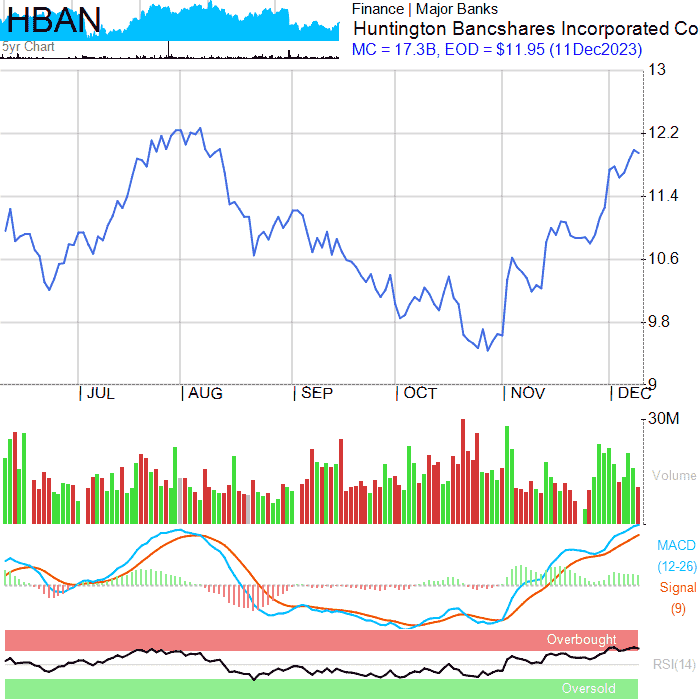 HBAN
5yr Chart
Finance | Major Banks
Huntington Bancshares Incorporated Co
MC = 17.3B, EOD = $11.95 (11Dec2023)
13
12.2
11.4
10.6
9.8
9
| JUL | AUG | SEP | OCT | NOV | DEC
30M
Volume
MACD
(12-26)
Signal
(9)
Overbought
RSI(14)
Oversold